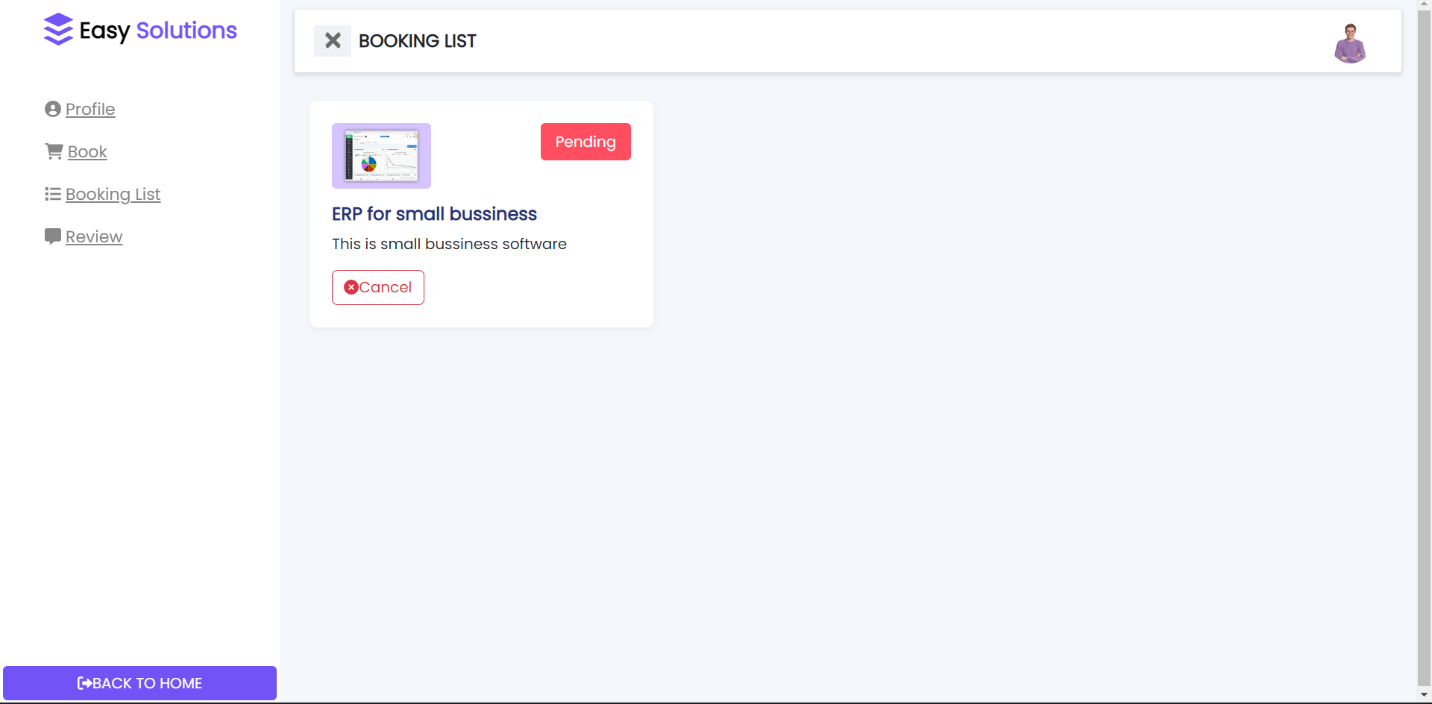 Easy Solutions
Profile
Book
Booking List
Review
BACK TO HOME
BOOKING LIST
Pending
ERP for small bussiness
This is small bussiness software
Cancel